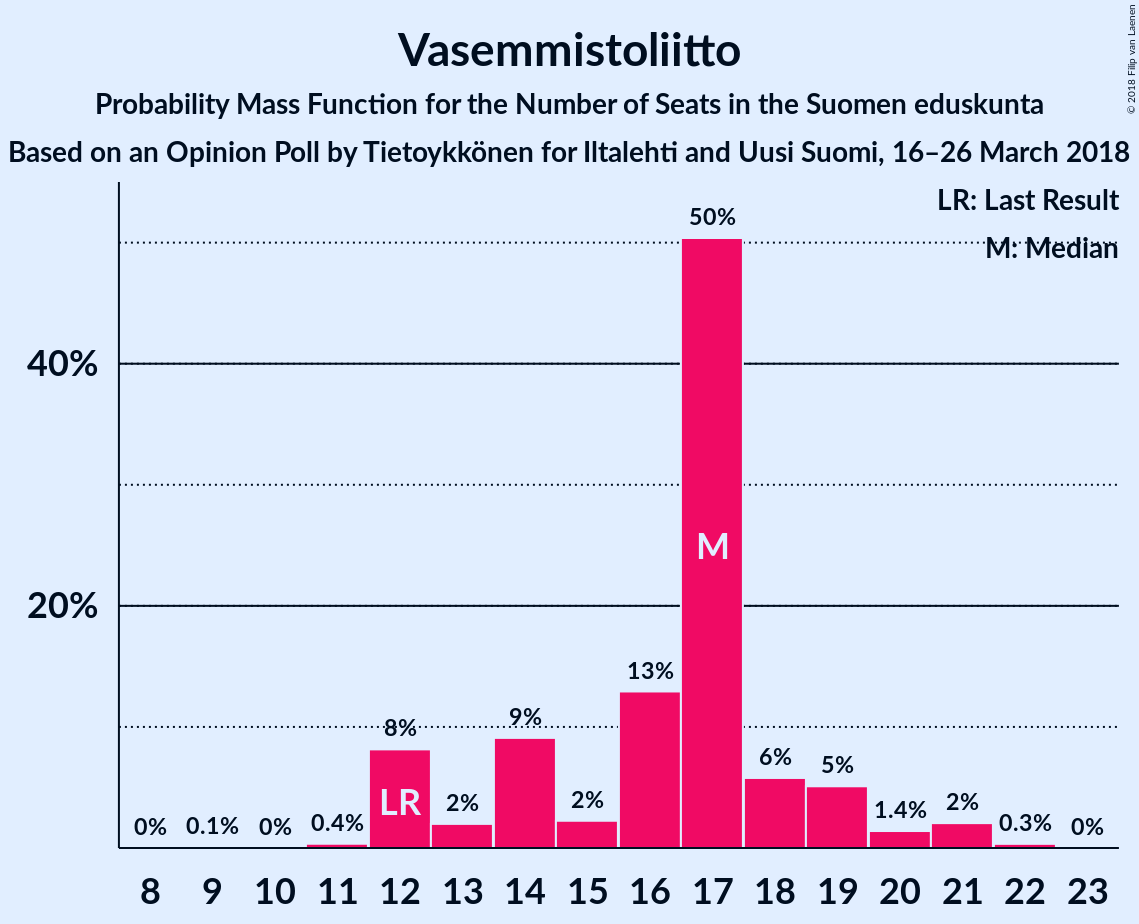 Vasemmistoliitto
Probability Mass Function for the Number of Seats in the Suomen eduskunta
Based on an Opinion Poll by Tietoykkönen for Iltalehti and Uusi Suomi, 16–26 March 2018
© 2018 Filip van Laenen
LR: Last Result
M: Median
50%
40%
20%
M
13%
9%
8%
LR
6%
5%
0% 0.1% 0% 0.4% 2% 2% 1.4% 2% 0.3% 0%
8 9 10 11 12 13 14 15 16 17 18 19 20 21 22 23